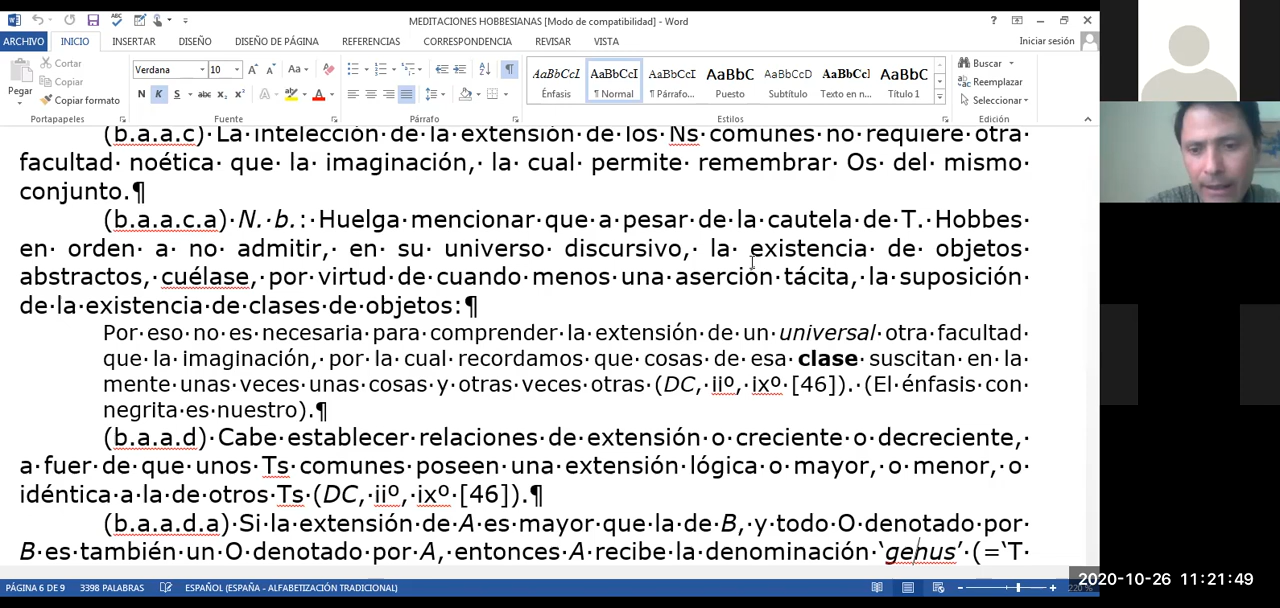 MEDITACIONES HOBBESIANAS [Modo de compatibilidad] - Word
ARCHIVO INICIO INSERTAR DISEÑO DISEÑO DE PÁGINA REFERENCIAS CORRESPONDENCIA REVISAR VISTA Iniciar sesión
Pegar
Cortar
Copiar
Copiar formato
Portapapeles
Verdana 10
N K S abc x₂ x²
Fuente
Párrafo
AaBbCcI AaBbCcI AaBbCcI AaBbC AaBbCcD AaBbCcI AaBbC
Énfasis ¶ Normal ¶ Párrafo... Puesto Subtítulo Texto en n... Título 1
Estilos
Buscar
Reemplazar
Seleccionar
Edición
(b.a.a.c) La intelección de la extensión de los Ns comunes no requiere otra
facultad noética que la imaginación, la cual permite remembrar Os del mismo
conjunto.¶
(b.a.a.c.a) N. b.: Huelga mencionar que a pesar de la cautela de T. Hobbes
en orden a no admitir, en su universo discursivo, la existencia de objetos
abstractos, cuélase, por virtud de cuando menos una aserción tácita, la suposición
de la existencia de clases de objetos:¶
Por eso no es necesaria para comprender la extensión de un universal otra facultad
que la imaginación, por la cual recordamos que cosas de esa clase suscitan en la
mente unas veces unas cosas y otras veces otras (DC, iiº, ixº [46]). (El énfasis con
negrita es nuestro).¶
(b.a.a.d) Cabe establecer relaciones de extensión o creciente o decreciente,
a fuer de que unos Ts comunes poseen una extensión lógica o mayor, o menor, o
idéntica a la de otros Ts (DC, iiº, ixº [46]).¶
(b.a.a.d.a) Si la extensión de A es mayor que la de B, y todo O denotado por
B es también un O denotado por A, entonces A recibe la denominación ‘genus’ (=‘T
PÁGINA 6 DE 9 3398 PALABRAS ESPAÑOL (ESPAÑA - ALFABETIZACIÓN TRADICIONAL) 220 %
2020-10-26 11:21:49